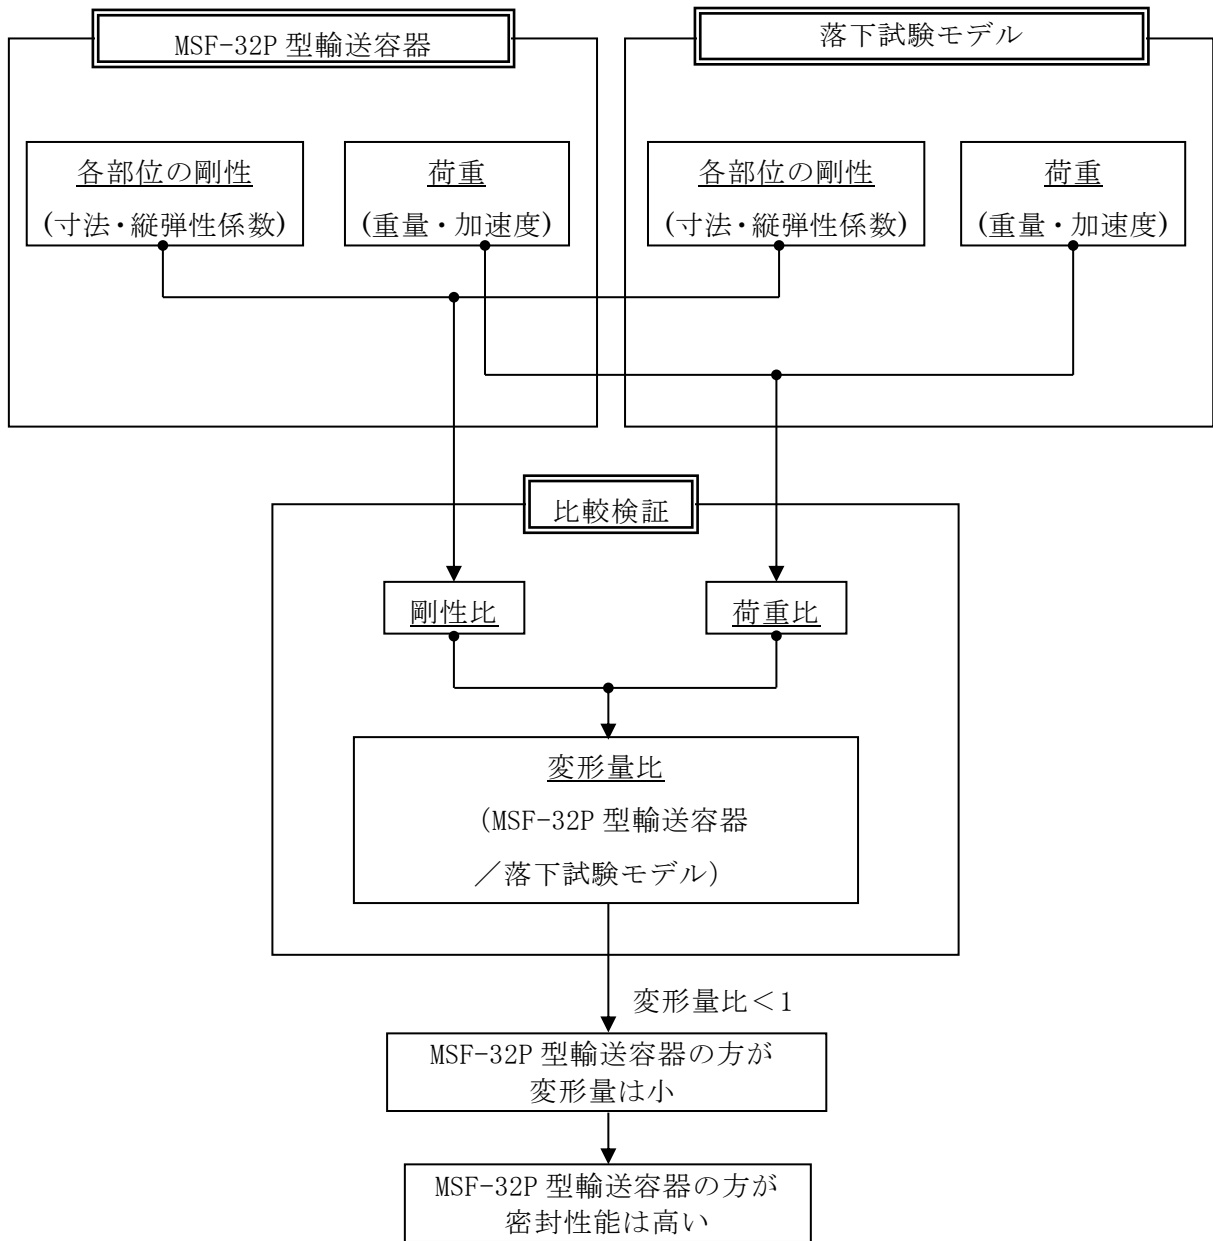 MSF-32P 型輸送容器
落下試験モデル
各部位の剛性
(寸法・縦弾性係数)
荷重
(重量・加速度)
各部位の剛性
(寸法・縦弾性係数)
荷重
(重量・加速度)
比較検証
剛性比
荷重比
変形量比
(MSF-32P 型輸送容器
／落下試験モデル)
変形量比＜1
MSF-32P 型輸送容器の方が
変形量は小
MSF-32P 型輸送容器の方が
密封性能は高い